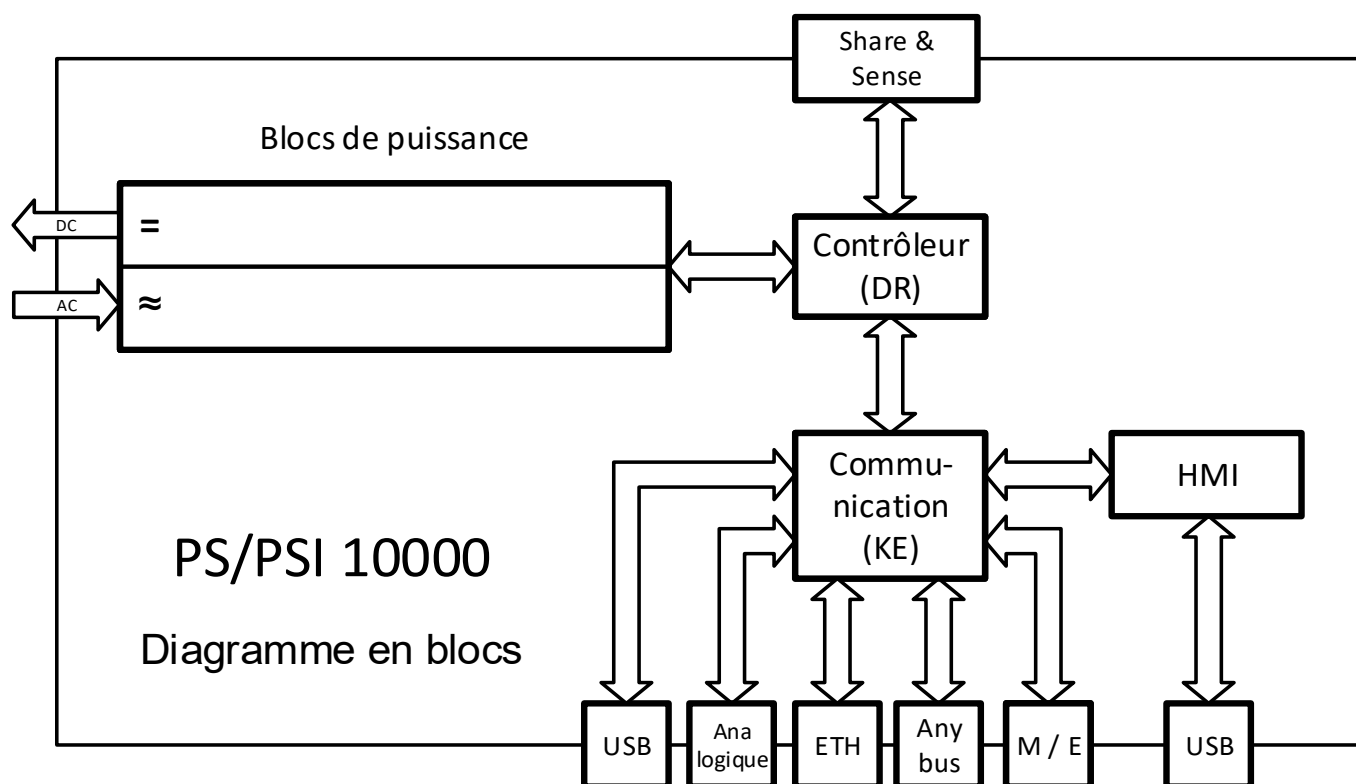 Share &
Sense
Blocs de puissance
DC
=
AC
≈
Contrôleur
(DR)
Commu-
nication
(KE)
HMI
PS/PSI 10000
Diagramme en blocs
USB
Ana
logique
ETH
Any
bus
M / E
USB